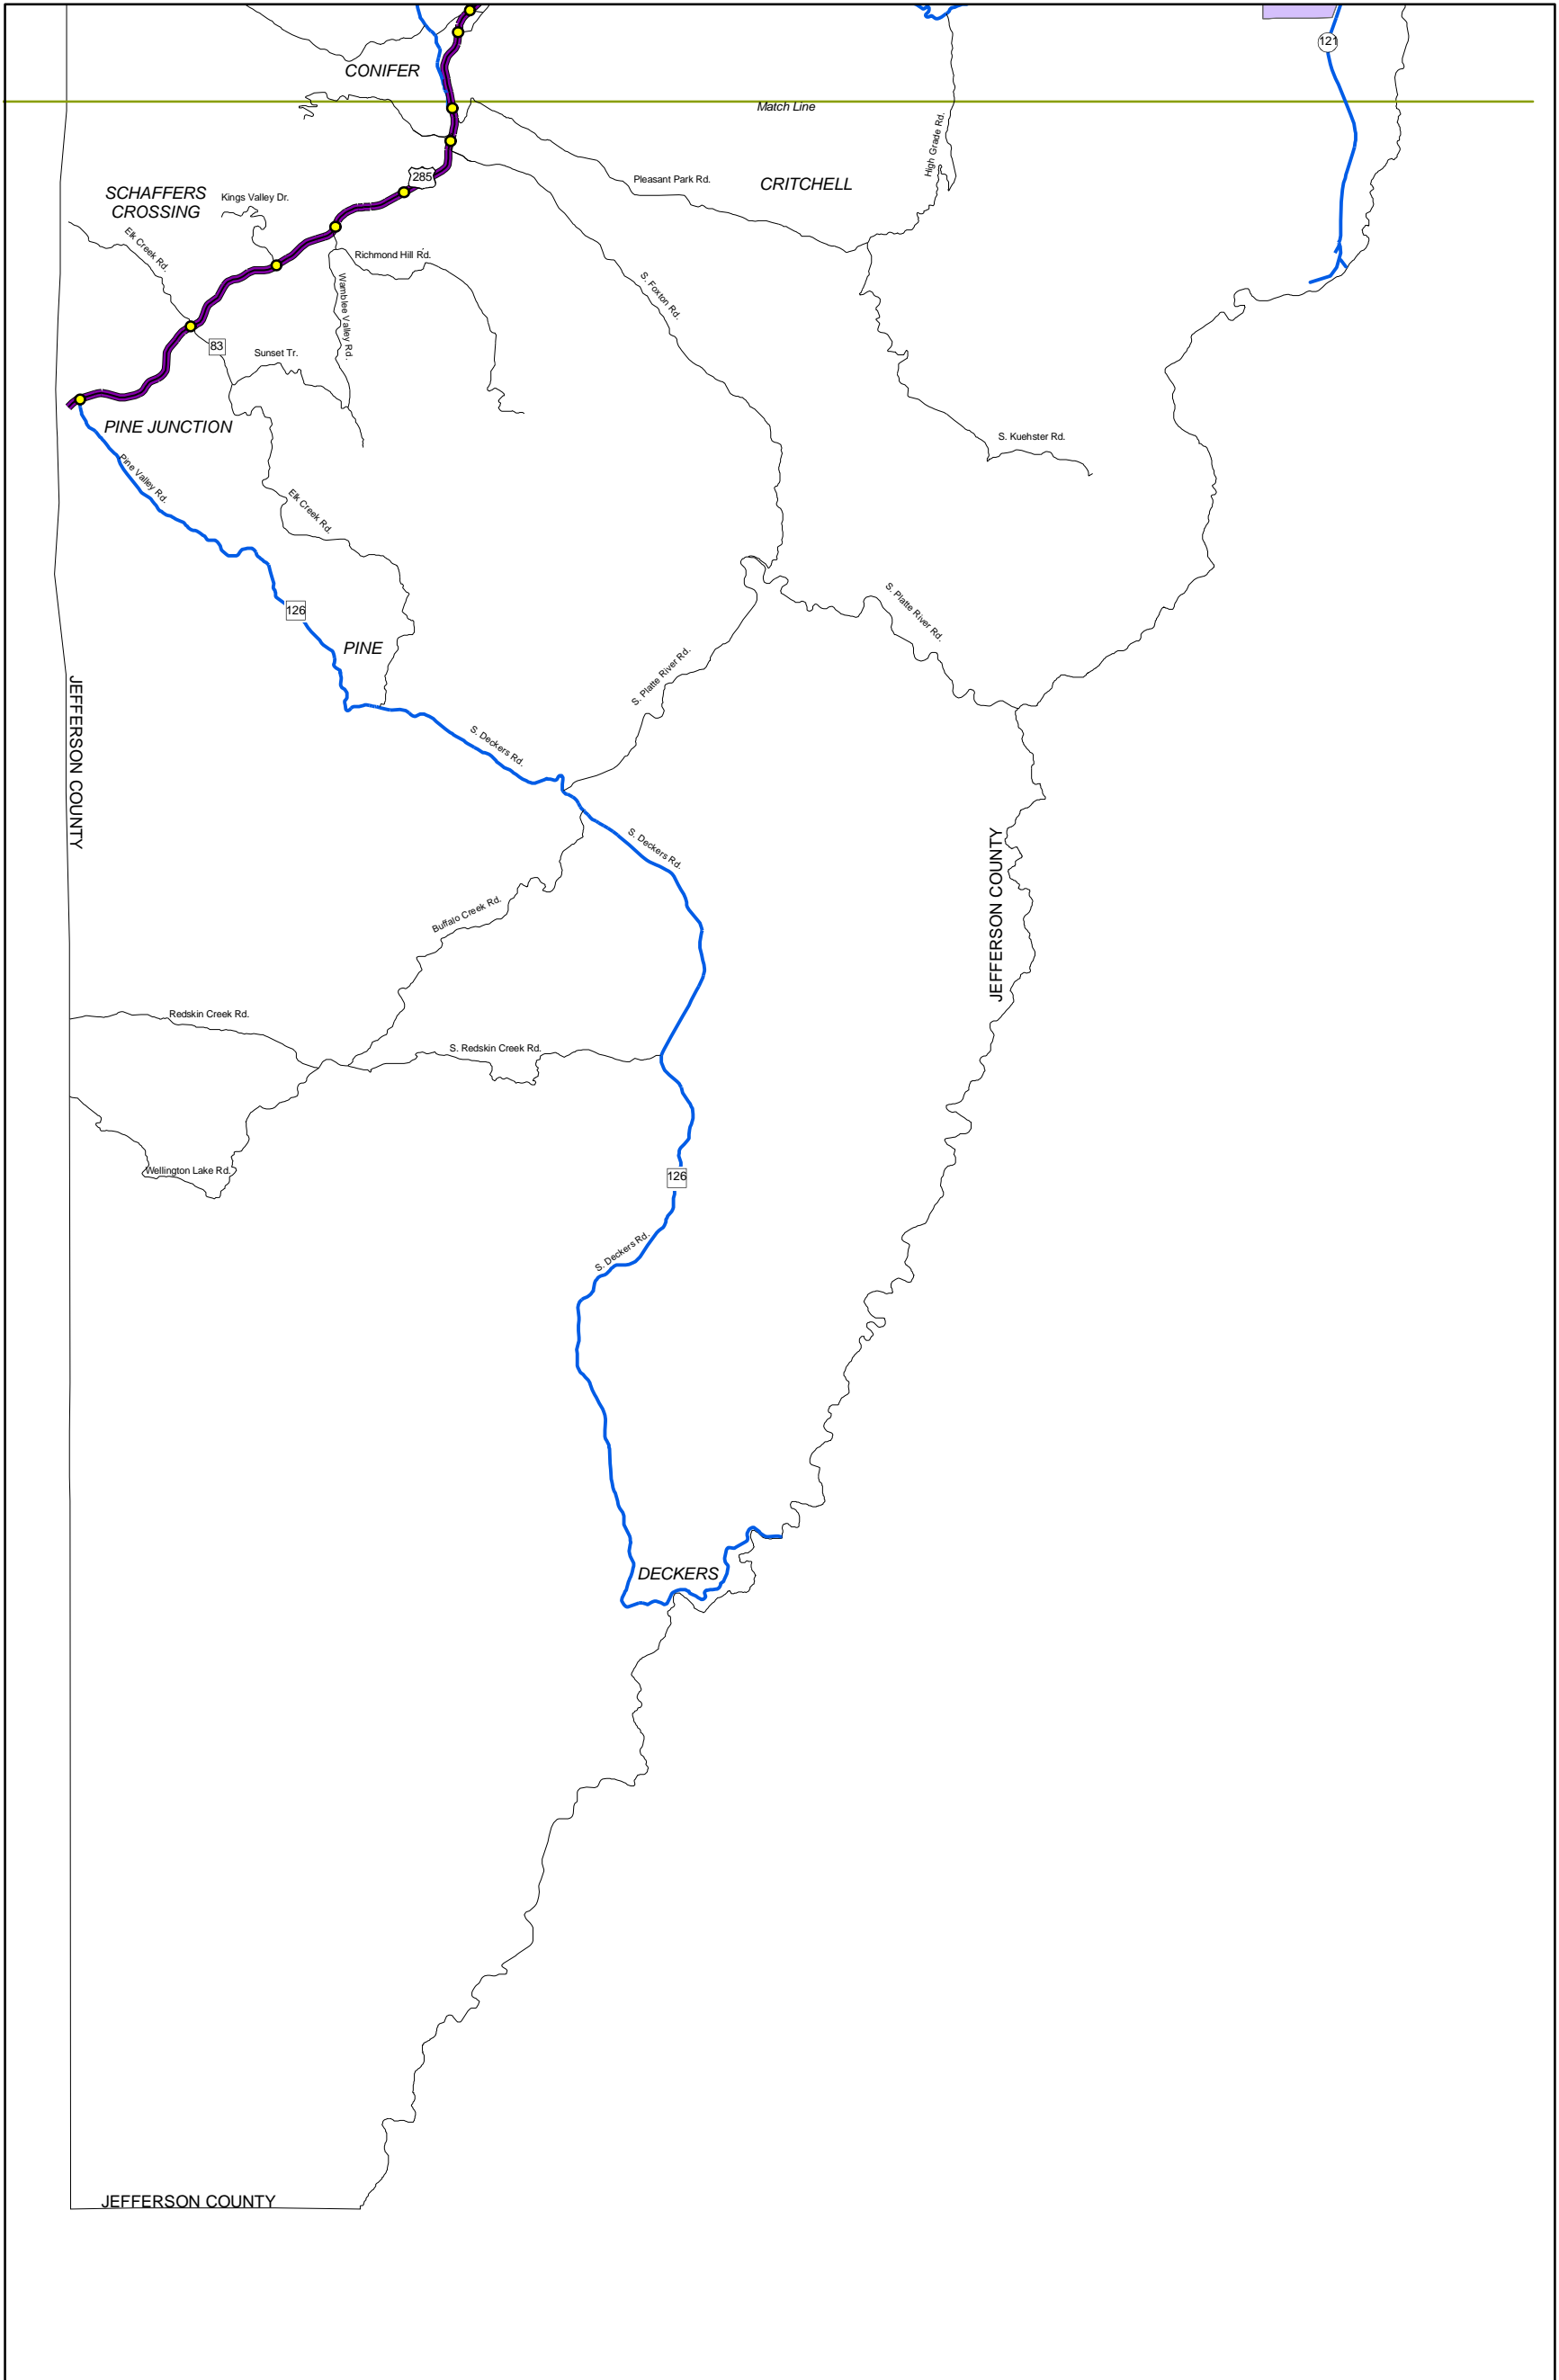 121
CONIFER
Match Line
High Grade Rd.
285
Pleasant Park Rd.
CRITCHELL
SCHAFFERS
CROSSING
Kings Valley Dr.
Elk Creek Rd.
Richmond Hill Rd.
Wamblee Valley Rd.
S. Foxton Rd.
83
Sunset Tr.
PINE JUNCTION
S. Kuehster Rd.
Pine Valley Rd.
Elk Creek Rd.
126
S. Platte River Rd.
PINE
S. Platte River Rd.
JEFFERSON COUNTY
S. Deckers Rd.
S. Deckers Rd.
JEFFERSON COUNTY
Buffalo Creek Rd.
Redskin Creek Rd.
S. Redskin Creek Rd.
Wellington Lake Rd.
126
S. Deckers Rd.
DECKERS
JEFFERSON COUNTY